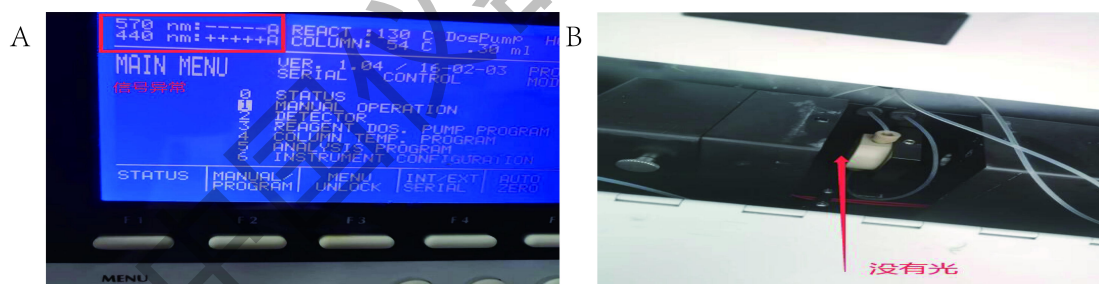 A
570 nm:-----A
440 nm:+++++A
REACT :130 C DosPump
COLUMN: 54 C .30 ml
MAIN MENU
信号异常
VER. 1.04 / 16-02-03
SERIAL CONTROL
0 STATUS
1 MANUAL OPERATION
2 DETECTOR
3 REAGENT DOS. PUMP PROGRAM
4 COLUMN TEMP. PROGRAM
5 ANALYSIS PROGRAM
6 INSTRUMENT CONFIGURATION
STATUS
MANUAL PROGRAM
MENU UNLOCK
INT/EXT SERIAL
AUTO ZERO
F1
F2
F3
F4
MENU
B
没有光